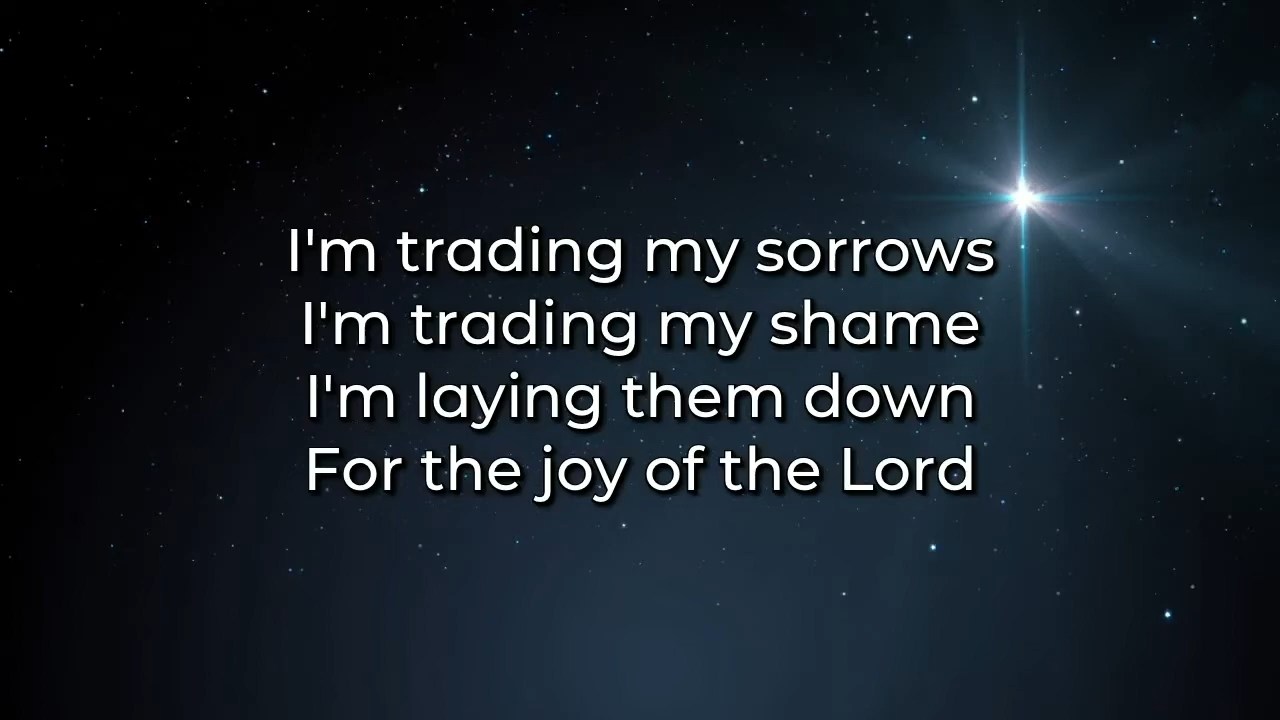 I'm trading my sorrows
I'm trading my shame
I'm laying them down
For the joy of the Lord